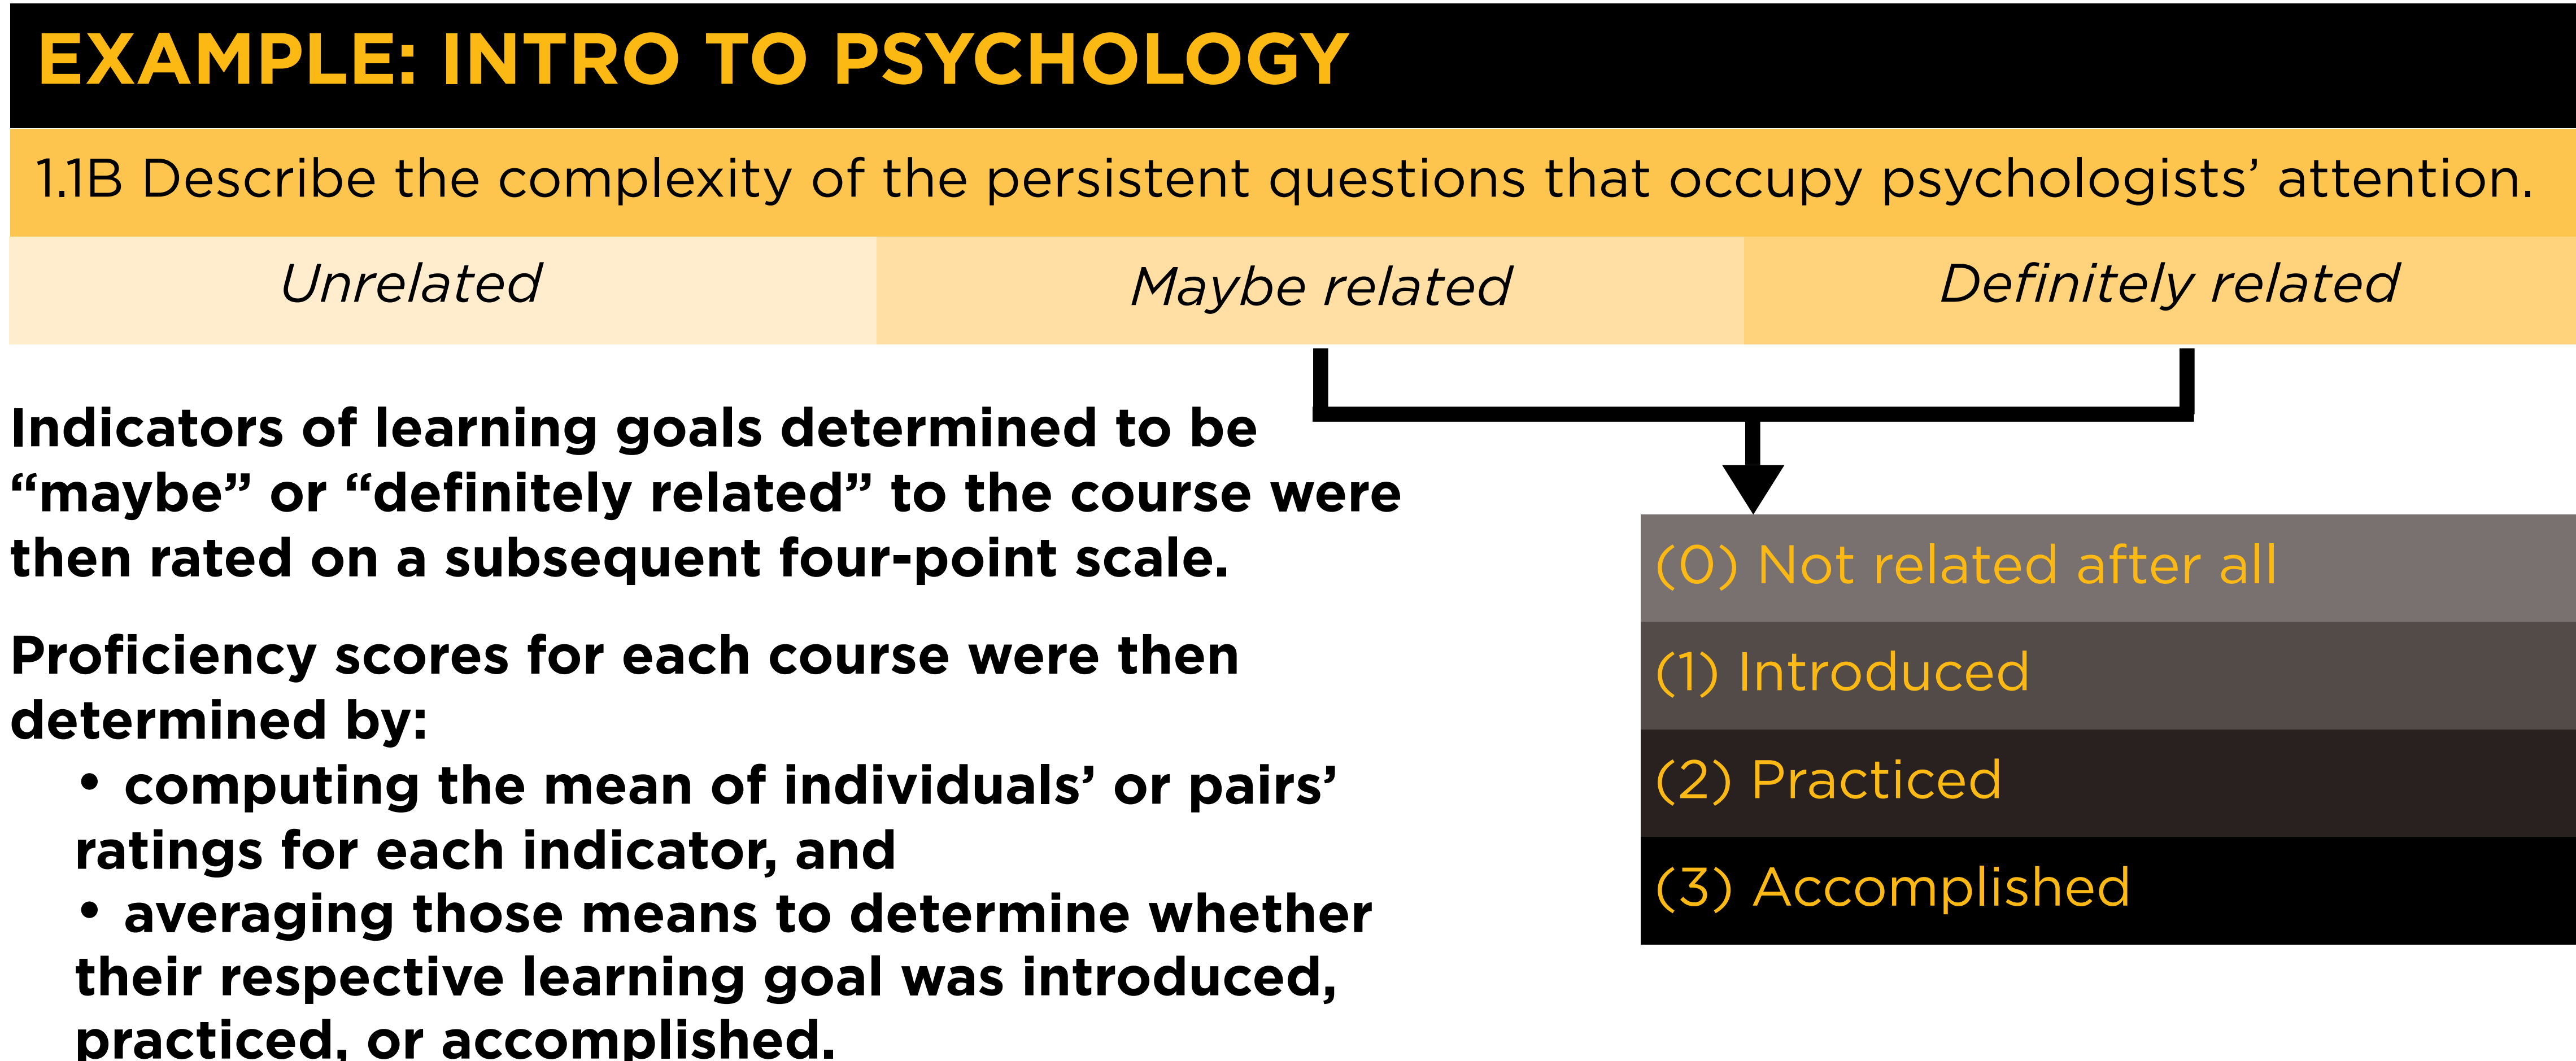 EXAMPLE: INTRO TO PSYCHOLOGY
1.1B Describe the complexity of the persistent questions that occupy psychologists’ attention.
Unrelated
Maybe related
Definitely related
Indicators of learning goals determined to be
“maybe” or “definitely related” to the course were
then rated on a subsequent four-point scale.
Proficiency scores for each course were then
determined by:
• computing the mean of individuals’ or pairs’
ratings for each indicator, and
• averaging those means to determine whether
their respective learning goal was introduced,
practiced, or accomplished.
(0) Not related after all
(1) Introduced
(2) Practiced
(3) Accomplished